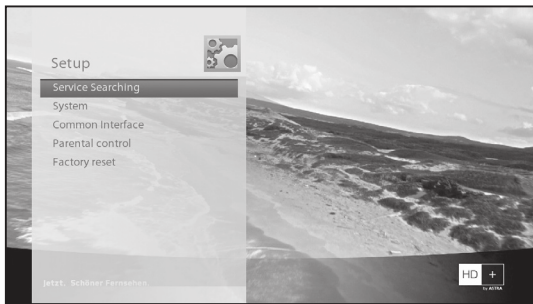 Setup
Service Searching
System
Common Interface
Parental control
Factory reset
Jetzt. Schöner Fernsehen.
HD +
by ASTRA